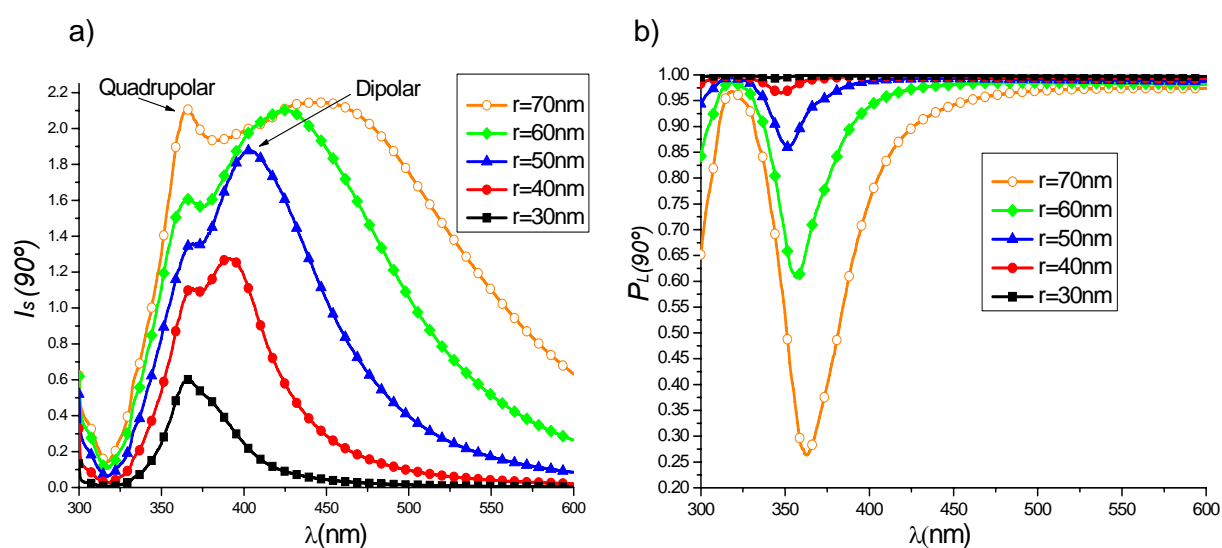 a)
Quadrupolar
Dipolar
r=70nm
r=60nm
r=50nm
r=40nm
r=30nm
2.2
2.0
1.8
1.6
1.4
1.2
1.0
0.8
0.6
0.4
0.2
0.0
I_S (90º)
300 350 400 450 500 550 600
λ(nm)
b)
1.00
0.95
0.90
0.85
0.80
0.75
0.70
0.65
0.60
0.55
0.50
0.45
0.40
0.35
0.30
0.25
0.20
P_L(90º)
r=70nm
r=60nm
r=50nm
r=40nm
r=30nm
300 350 400 450 500 550 600
λ(nm)